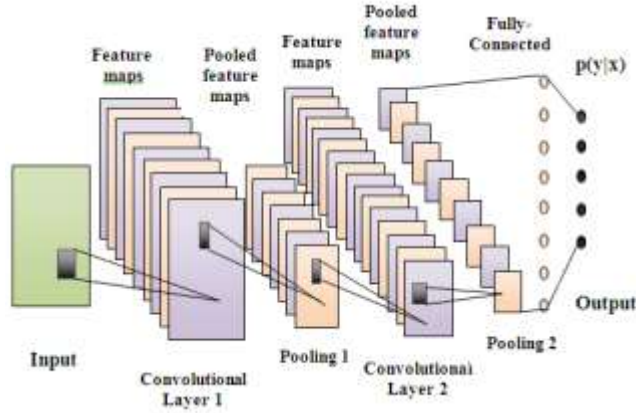 Feature
maps
Pooled
feature
maps
Feature
maps
Pooled
feature
maps
Fully-
Connected
p(y|x)
Input
Convolutional
Layer 1
Pooling 1
Convolutional
Layer 2
Pooling 2
Output